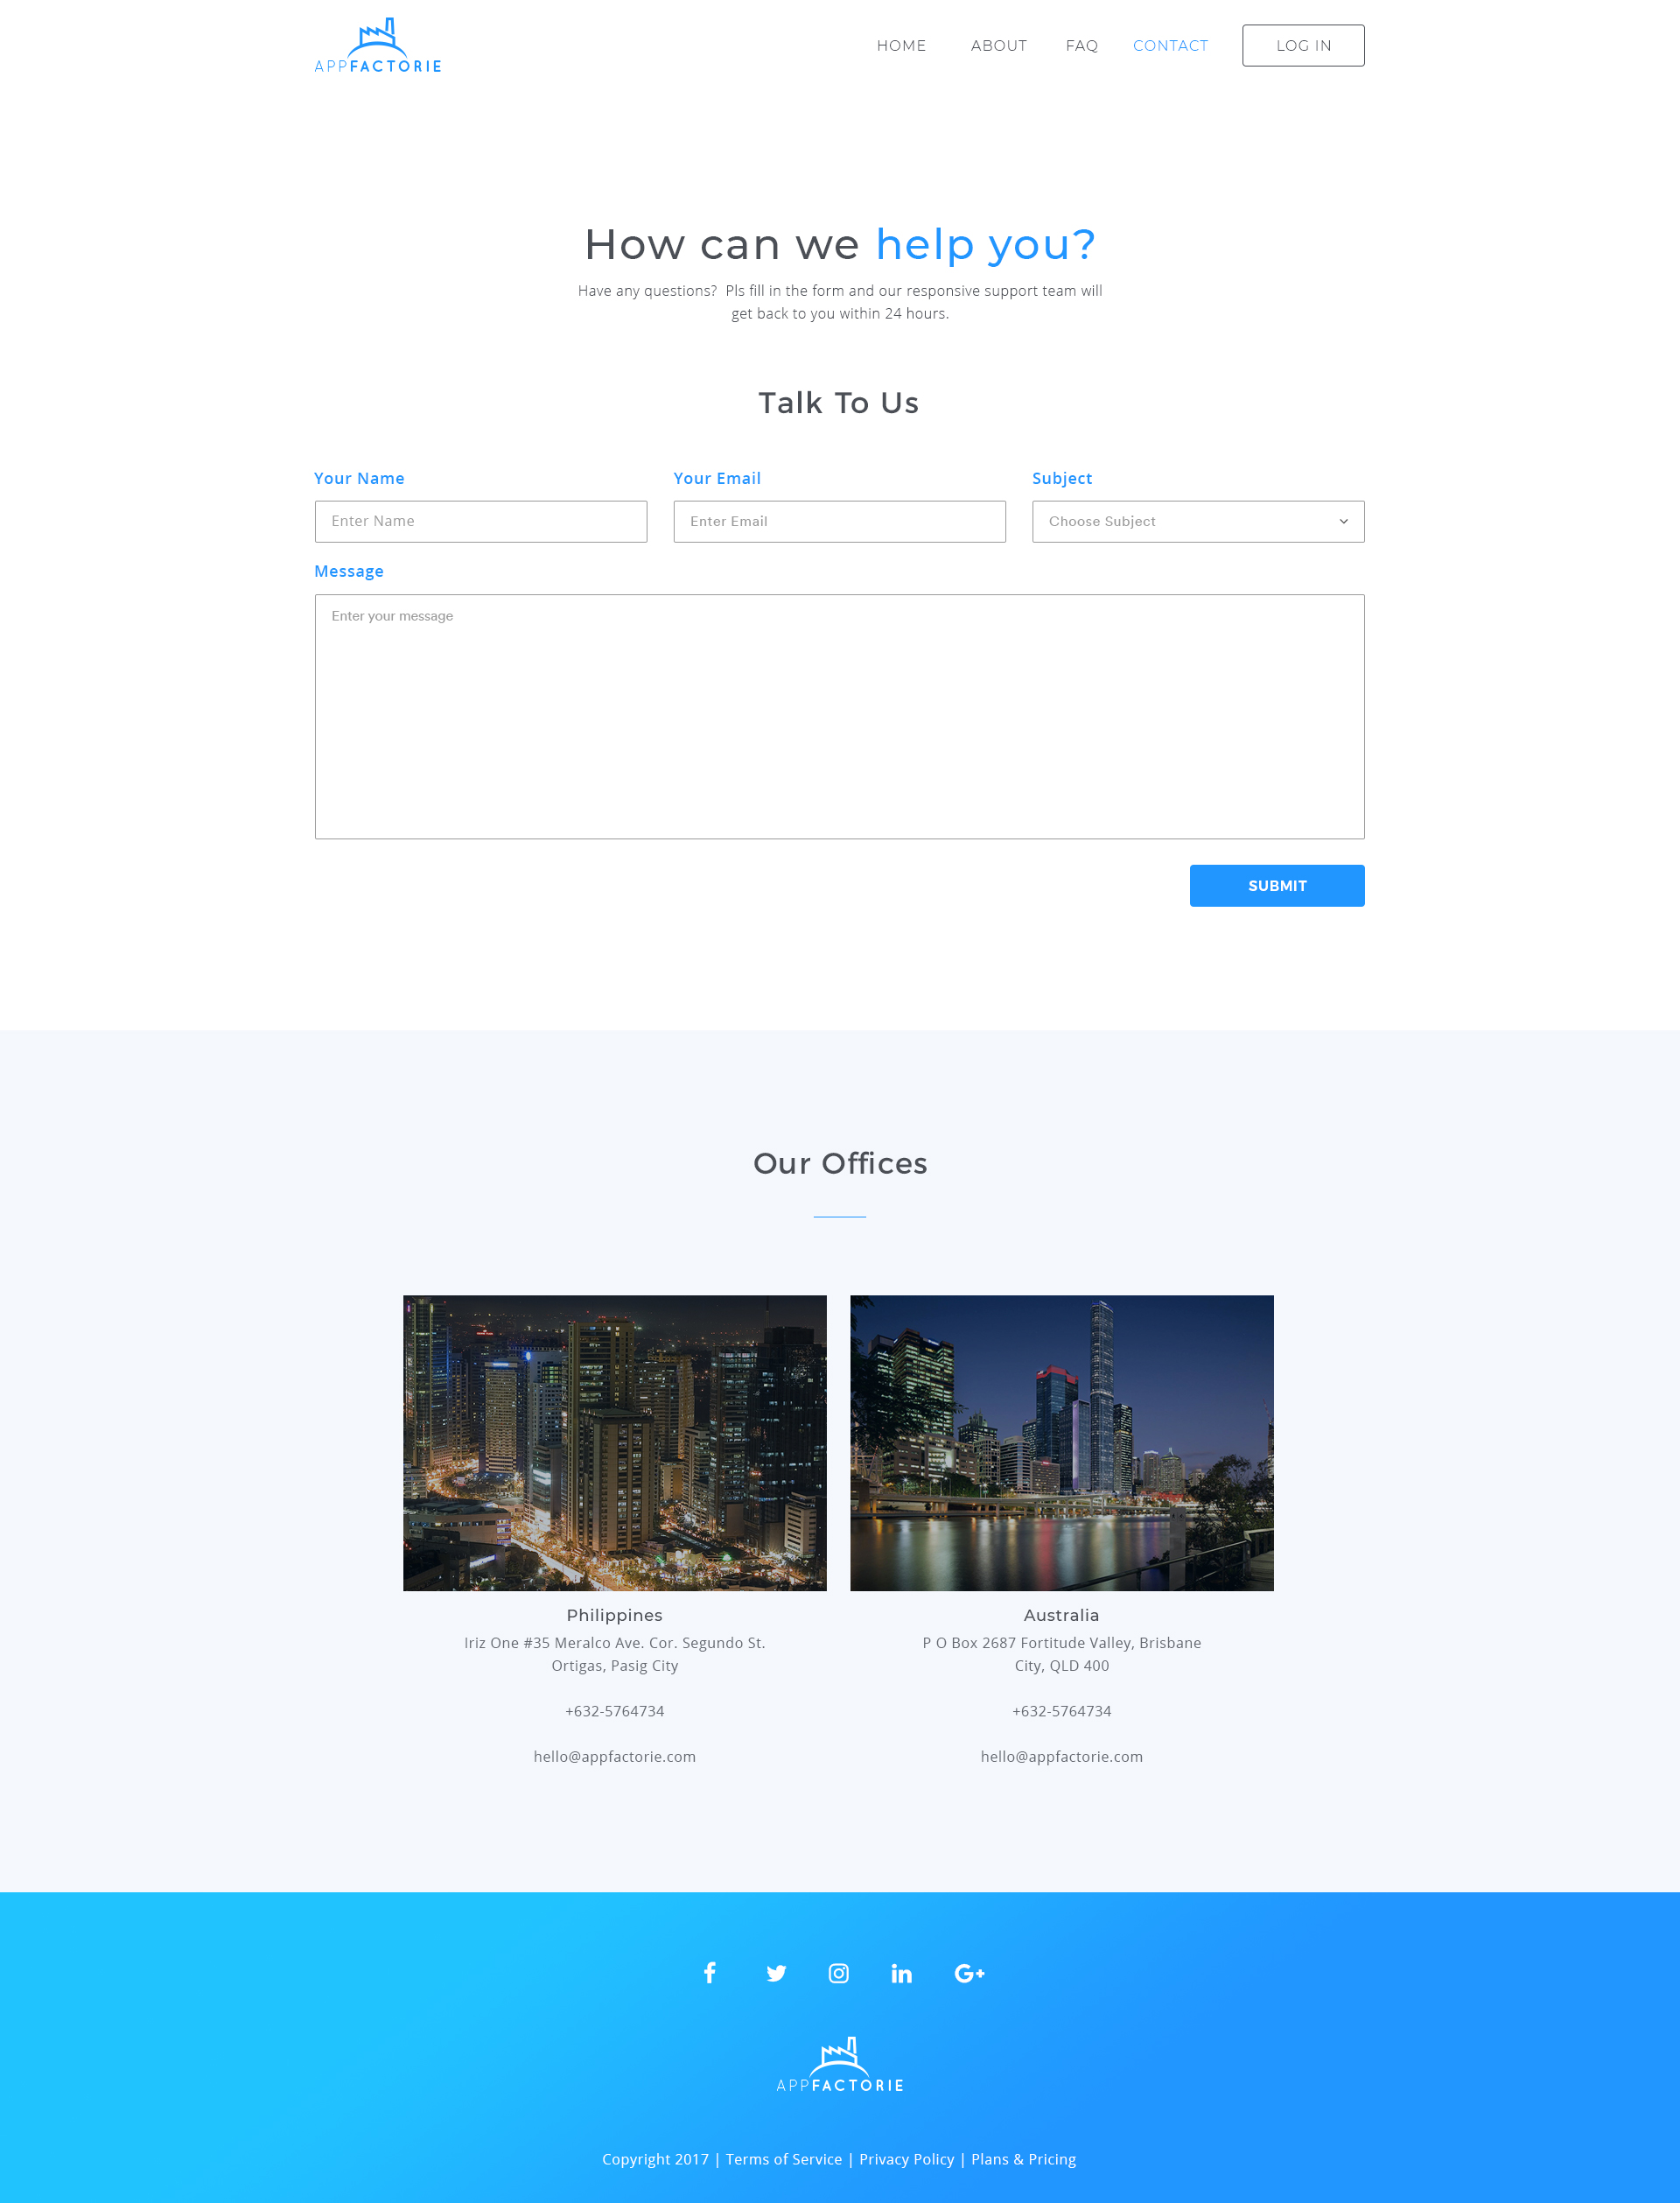 APPFACTORIE
HOME ABOUT FAQ CONTACT LOG IN
How can we help you?
Have any questions? Pls fill in the form and our responsive support team will
get back to you within 24 hours.
Talk To Us
Your Name Your Email Subject
Enter Name Enter Email Choose Subject
Message
Enter your message
SUBMIT
Our Offices
Philippines
Iriz One #35 Meralco Ave. Cor. Segundo St.
Ortigas, Pasig City
+632-5764734
hello@appfactorie.com
Australia
P O Box 2687 Fortitude Valley, Brisbane
City, QLD 400
+632-5764734
hello@appfactorie.com
APPFACTORIE
Copyright 2017 | Terms of Service | Privacy Policy | Plans & Pricing